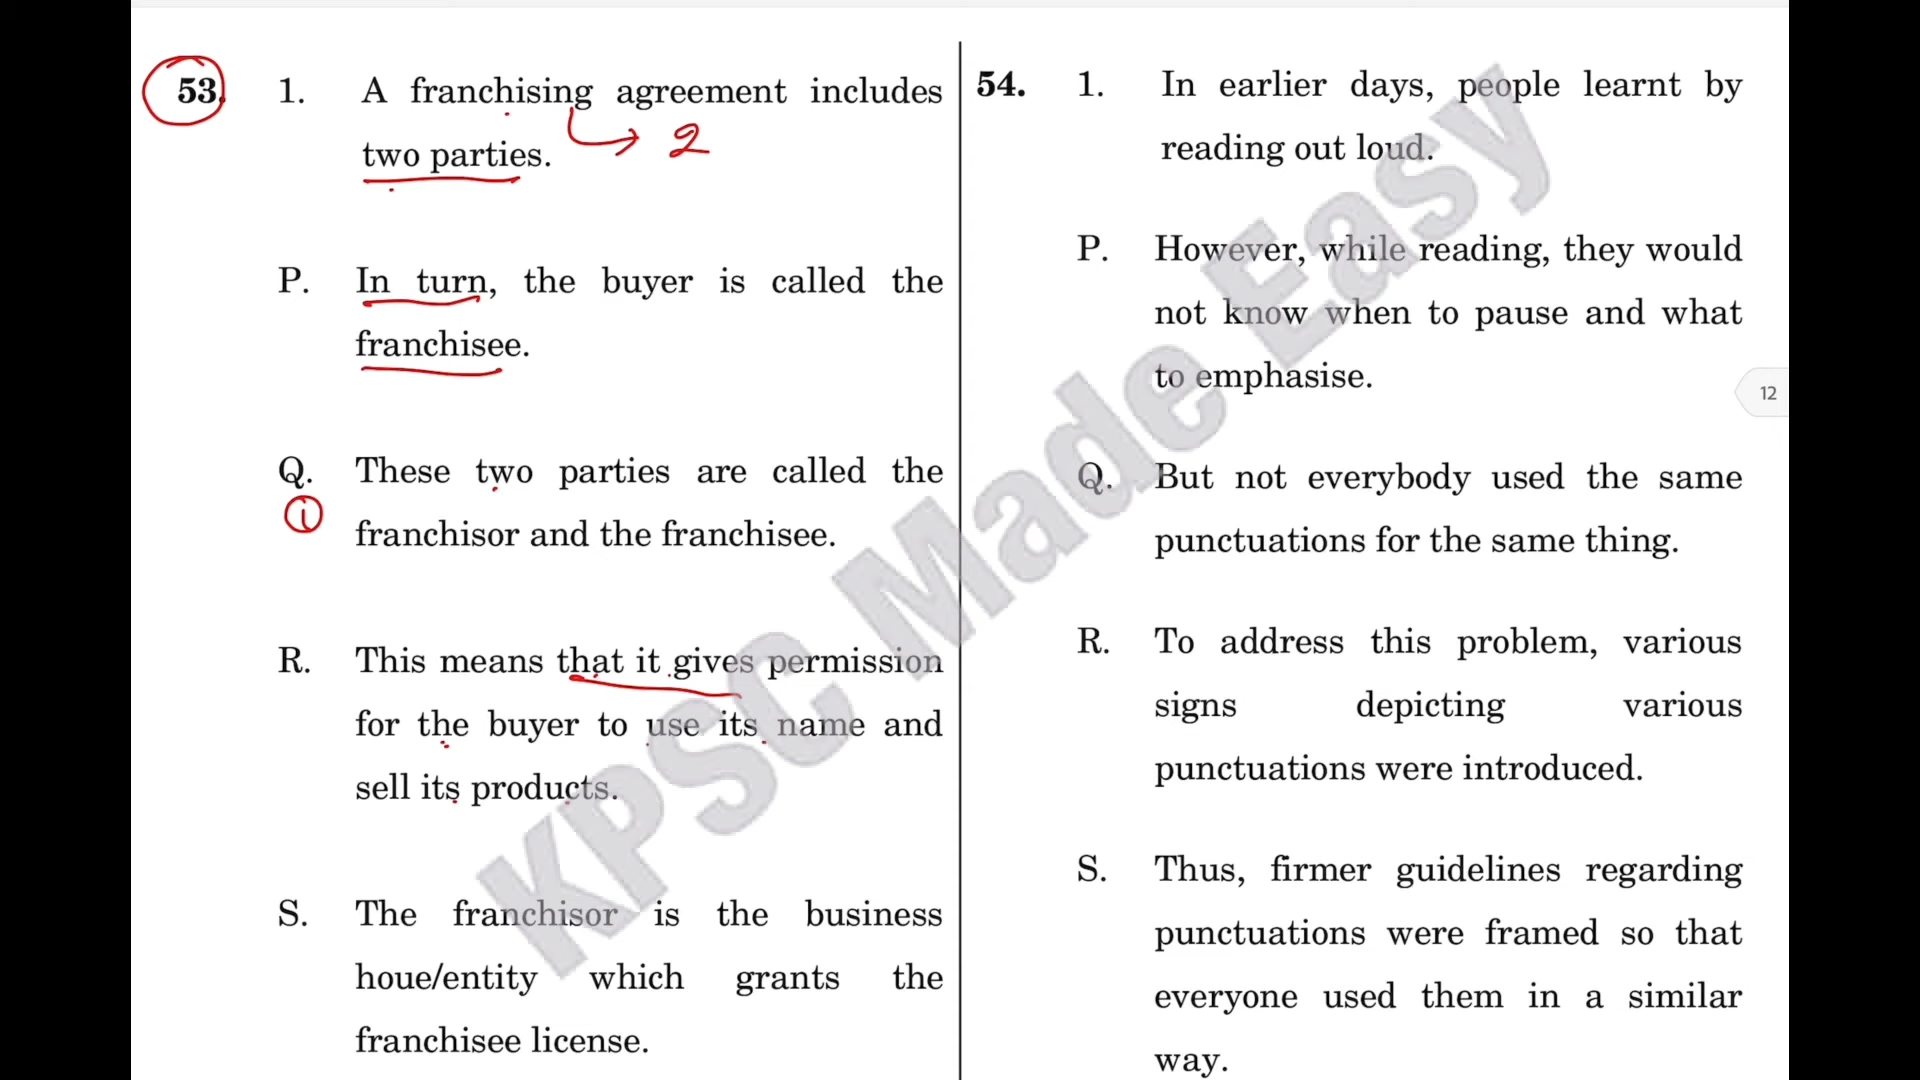 53.
1. A franchising agreement includes
two parties.
→ 2
P. In turn, the buyer is called the
franchisee.
Q. These two parties are called the
i
franchisor and the franchisee.
R. This means that it gives permission
for the buyer to use its name and
sell its products.
S. The franchisor is the business
houe/entity which grants the
franchisee license.
54. 1. In earlier days, people learnt by
reading out loud.
P. However, while reading, they would
not know when to pause and what
to emphasise.
Q. But not everybody used the same
punctuations for the same thing.
R. To address this problem, various
signs depicting various
punctuations were introduced.
S. Thus, firmer guidelines regarding
punctuations were framed so that
everyone used them in a similar
way.
12
KPSC Made Easy